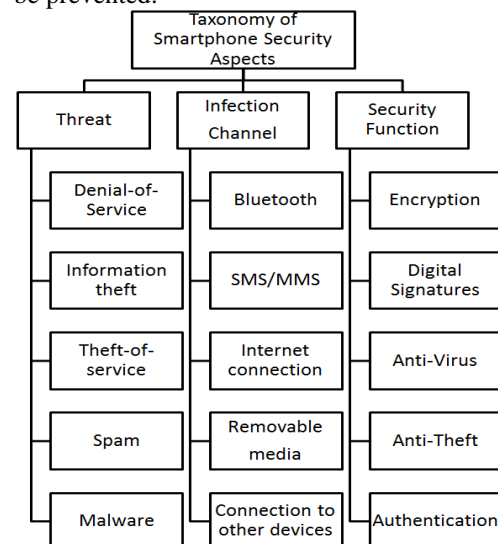 be prevented.
Taxonomy of
Smartphone Security
Aspects
Threat
Infection
Channel
Security
Function
Denial-of-
Service
Bluetooth
Encryption
Information
theft
SMS/MMS
Digital
Signatures
Theft-of-
service
Internet
connection
Anti-Virus
Spam
Removable
media
Anti-Theft
Malware
Connection to
other devices
Authentication